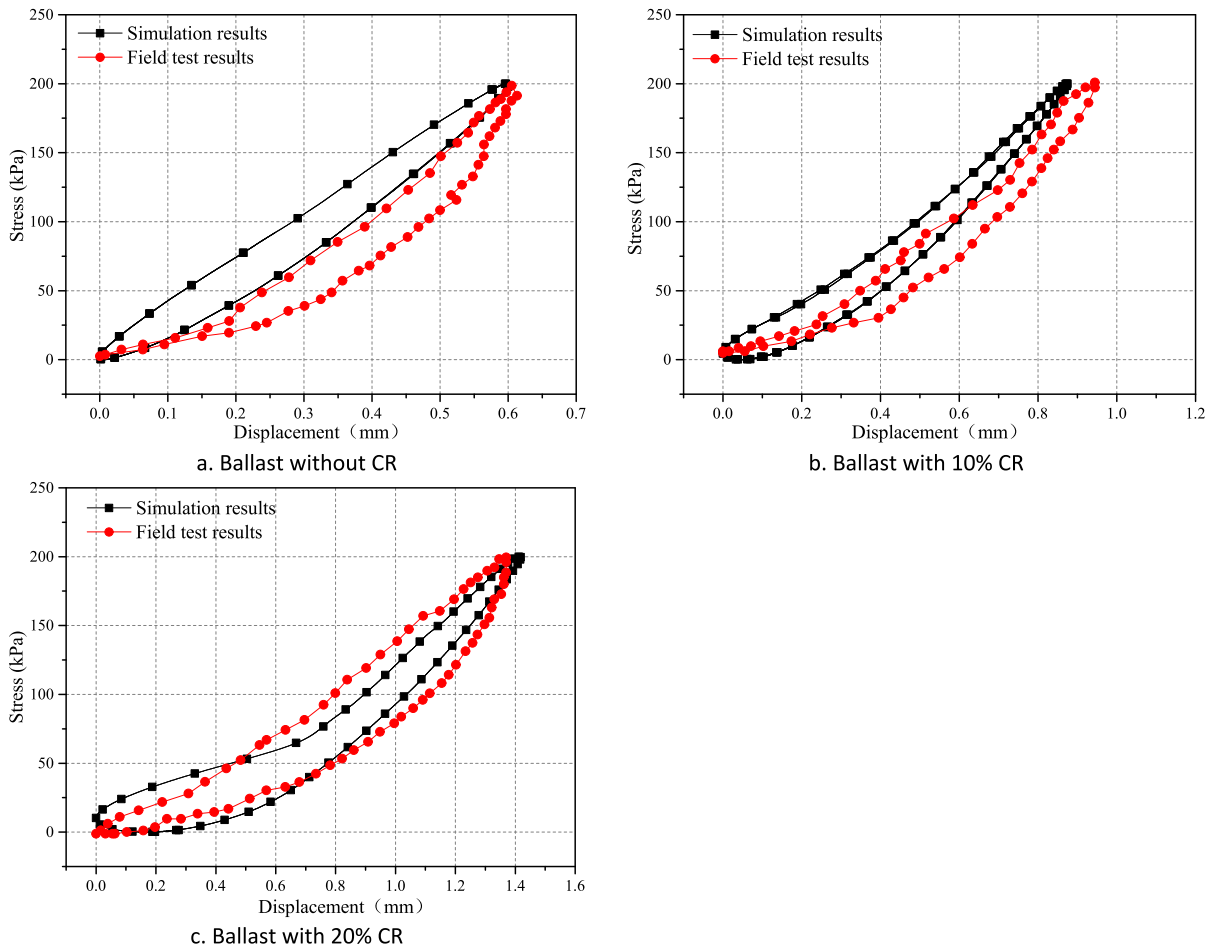 250
200
150
100
50
0
Stress (kPa)
Simulation results
Field test results
0.0 0.1 0.2 0.3 0.4 0.5 0.6 0.7
Displacement（mm）
a. Ballast without CR
250
200
150
100
50
0
Stress (kPa)
Simulation results
Field test results
0.0 0.2 0.4 0.6 0.8 1.0 1.2
Displacement（mm）
b. Ballast with 10% CR
250
200
150
100
50
0
Stress (kPa)
Simulation results
Field test results
0.0 0.2 0.4 0.6 0.8 1.0 1.2 1.4 1.6
Displacement（mm）
c. Ballast with 20% CR